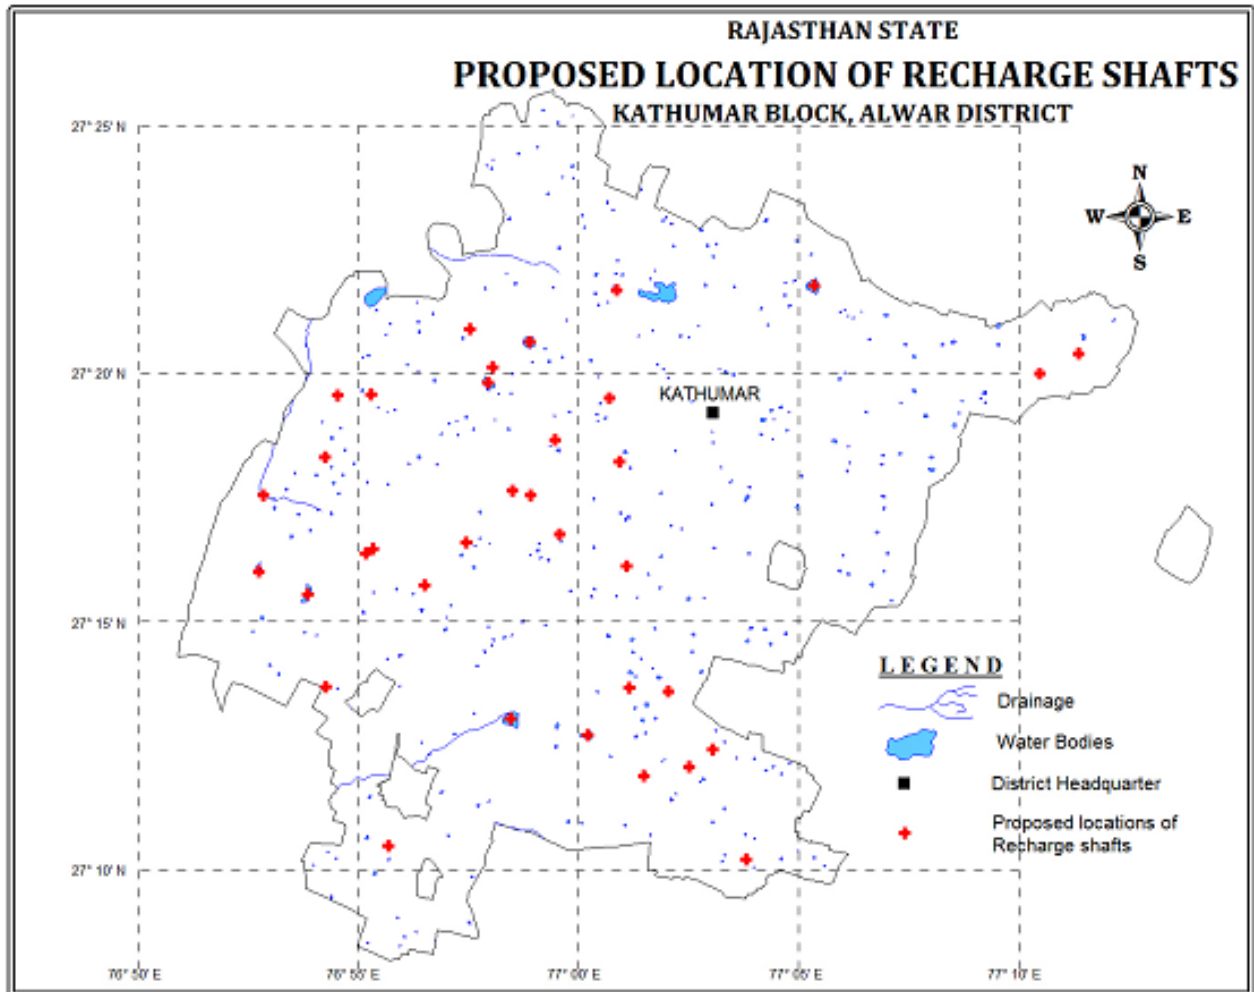 RAJASTHAN STATE
PROPOSED LOCATION OF RECHARGE SHAFTS
KATHUMAR BLOCK, ALWAR DISTRICT
27° 25' N
N
W E
S
27° 20' N
KATHUMAR
27° 15' N
LEGEND
Drainage
Water Bodies
District Headquarter
Proposed locations of
Recharge shafts
27° 10' N
76° 50' E 76° 55' E 77° 00' E 77° 05' E 77° 10' E